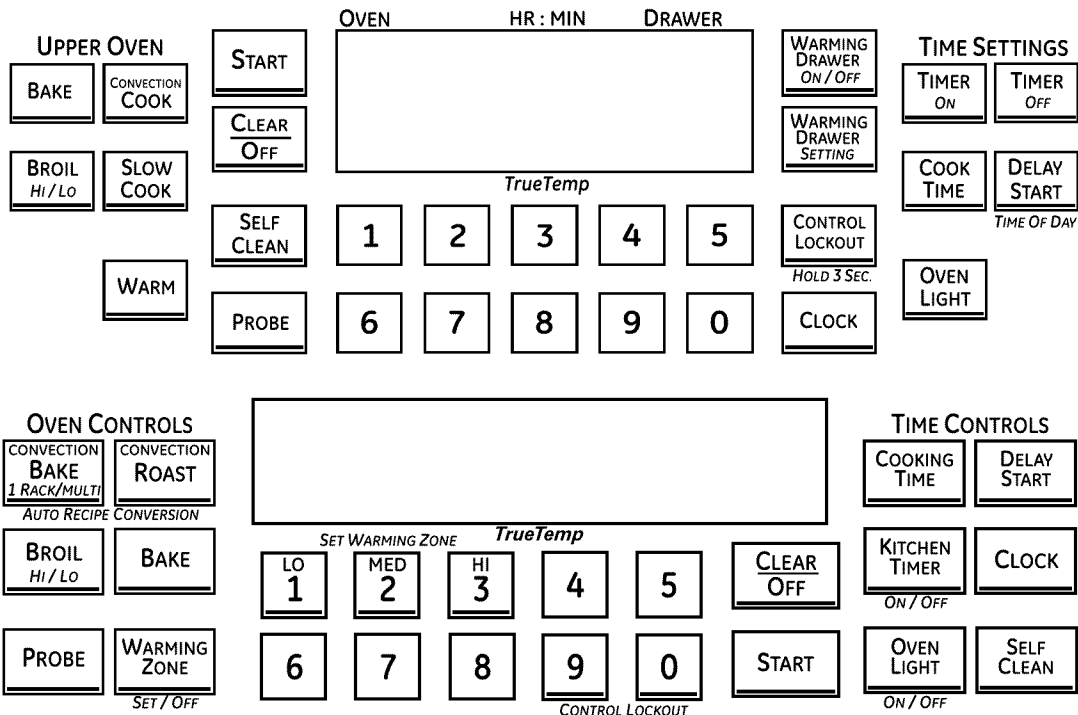 OVEN HR : MIN DRAWER
UPPER OVEN
BAKE
CONVECTION
COOK
BROIL
HI / LO
SLOW
COOK
WARM
START
CLEAR
OFF
SELF
CLEAN
PROBE
TrueTemp
1 2 3 4 5
6 7 8 9 0
WARMING
DRAWER
ON / OFF
WARMING
DRAWER
SETTING
CONTROL
LOCKOUT
HOLD 3 SEC.
CLOCK
TIME SETTINGS
TIMER
ON
TIMER
OFF
COOK
TIME
DELAY
START
TIME OF DAY
OVEN
LIGHT
OVEN CONTROLS
CONVECTION
BAKE
1 RACK/MULTI
CONVECTION
ROAST
AUTO RECIPE CONVERSION
BROIL
HI / LO
BAKE
PROBE
WARMING
ZONE
SET / OFF
SET WARMING ZONE TrueTemp
LO MED HI
1 2 3 4 5
6 7 8 9 0
CONTROL LOCKOUT
CLEAR
OFF
START
TIME CONTROLS
COOKING
TIME
DELAY
START
KITCHEN
TIMER
ON / OFF
CLOCK
OVEN
LIGHT
ON / OFF
SELF
CLEAN